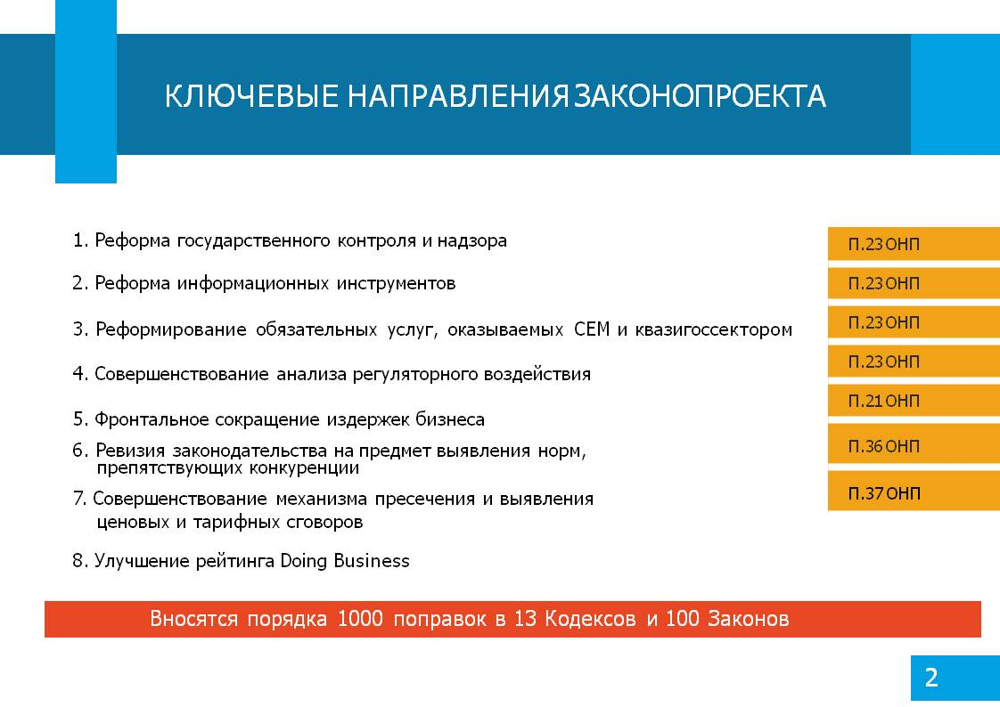 КЛЮЧЕВЫЕ НАПРАВЛЕНИЯ ЗАКОНОПРОЕКТА
1. Реформа государственного контроля и надзора
П.23 ОНП
2. Реформа информационных инструментов
П.23 ОНП
3. Реформирование обязательных услуг, оказываемых СЕМ и квазигоссектором
П.23 ОНП
4. Совершенствование анализа регуляторного воздействия
П.23 ОНП
5. Фронтальное сокращение издержек бизнеса
П.21 ОНП
6. Ревизия законодательства на предмет выявления норм,
препятствующих конкуренции
П.36 ОНП
7. Совершенствование механизма пресечения и выявления
ценовых и тарифных сговоров
П.37 ОНП
8. Улучшение рейтинга Doing Business
Вносятся порядка 1000 поправок в 13 Кодексов и 100 Законов
2